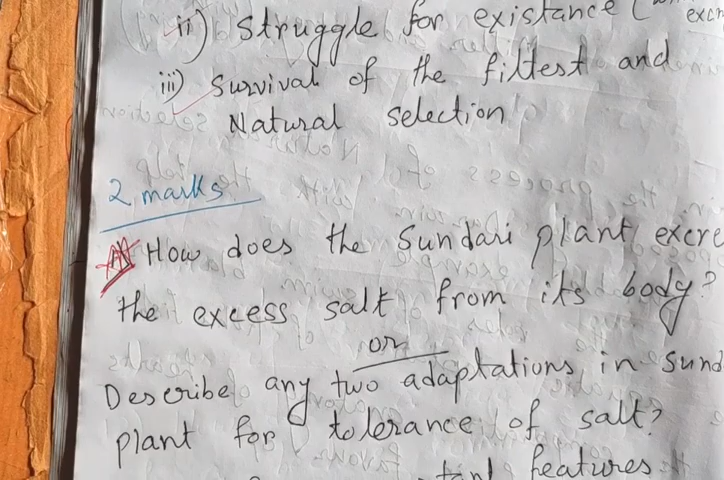 ii) Struggle for existance (
iii) Survival of the fittest and
Natural selection
2 marks
How does the Sundari plant excre
the excess salt from its body?
or
Describe any two adaptations in Sund
plant for tolerance of salt?
features